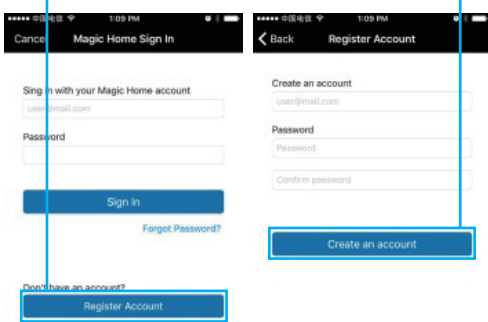 中国电信 1:09 PM
Cancel Magic Home Sign In
Sing in with your Magic Home account
user@mail.com
Password
Sign In
Forgot Password?
Don't have an account?
Register Account
中国电信 1:09 PM
Back Register Account
Create an account
user@mail.com
Password
Password
Confirm password
Create an account